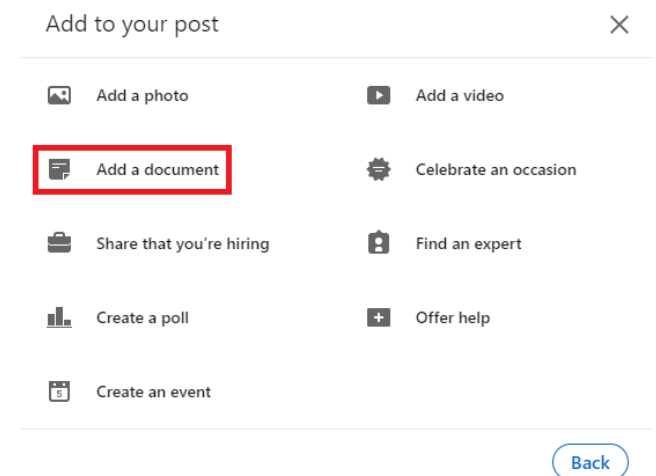 Add to your post
Add a photo
Add a video
Add a document
Celebrate an occasion
Share that you're hiring
Find an expert
Create a poll
Offer help
5
Create an event
Back